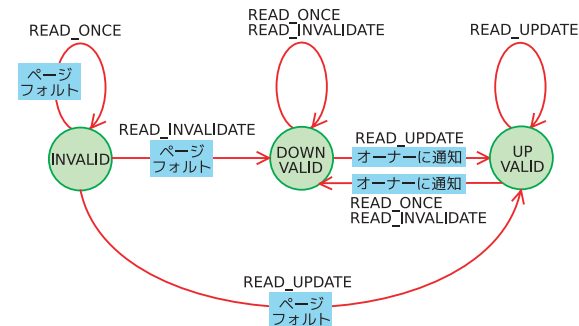 READ_ONCE
ページ
フォルト
INVALID
READ_INVALIDATE
ページ
フォルト
READ_ONCE
READ_INVALIDATE
DOWN
VALID
READ_UPDATE
オーナーに通知
オーナーに通知
READ_ONCE
READ_INVALIDATE
READ_UPDATE
UP
VALID
READ_UPDATE
ページ
フォルト